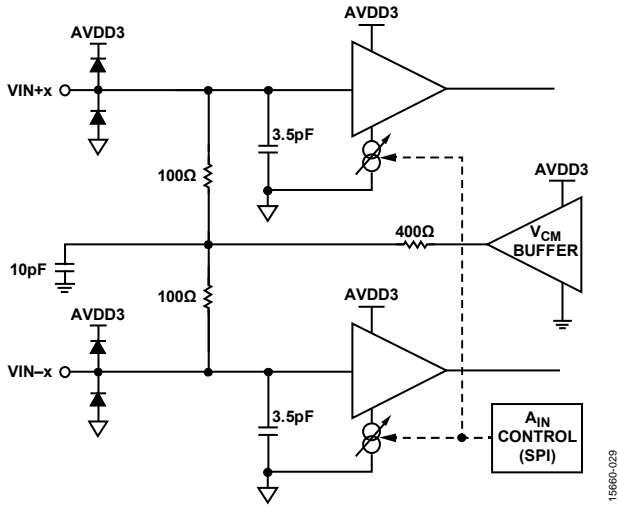 AVDD3
AVDD3
VIN+x
3.5pF
100Ω
AVDD3
400Ω
VCM
BUFFER
10pF
100Ω
AVDD3
AVDD3
VIN–x
3.5pF
AIN
CONTROL
(SPI)
15660-029